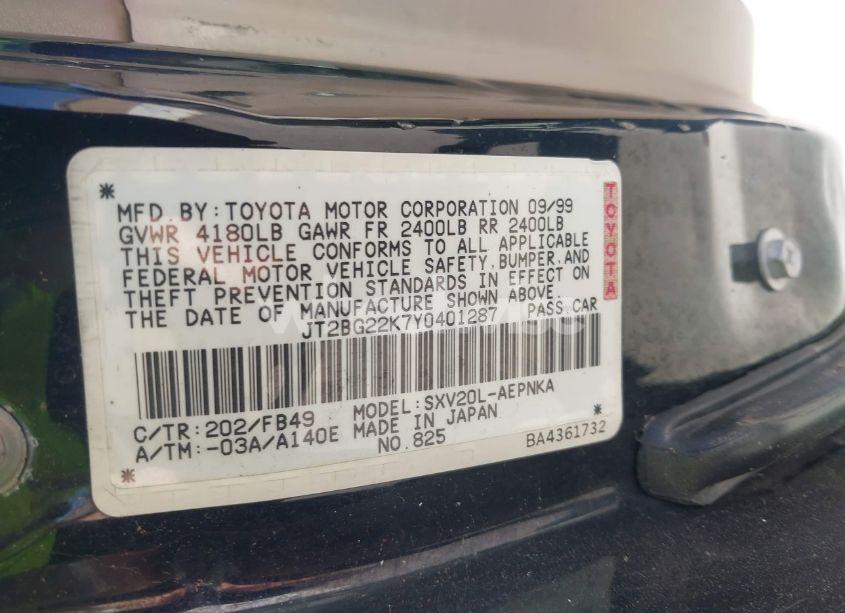 MFD.BY:TOYOTA MOTOR CORPORATION 09/99
GVWR 4180LB GAWR FR 2400LB RR 2400LB
THIS VEHICLE CONFORMS TO ALL APPLICABLE
FEDERAL MOTOR VEHICLE SAFETY,BUMPER,AND
THEFT PREVENTION STANDARDS IN EFFECT ON
THE DATE OF MANUFACTURE SHOWN ABOVE.
JT2BG22K7Y0401287 PASS.CAR
C/TR:202/FB49 MODEL:SXV20L-AEPNKA
A/TM:-03A/A140E MADE IN JAPAN
NO.825 BA4361732
TOYOTA